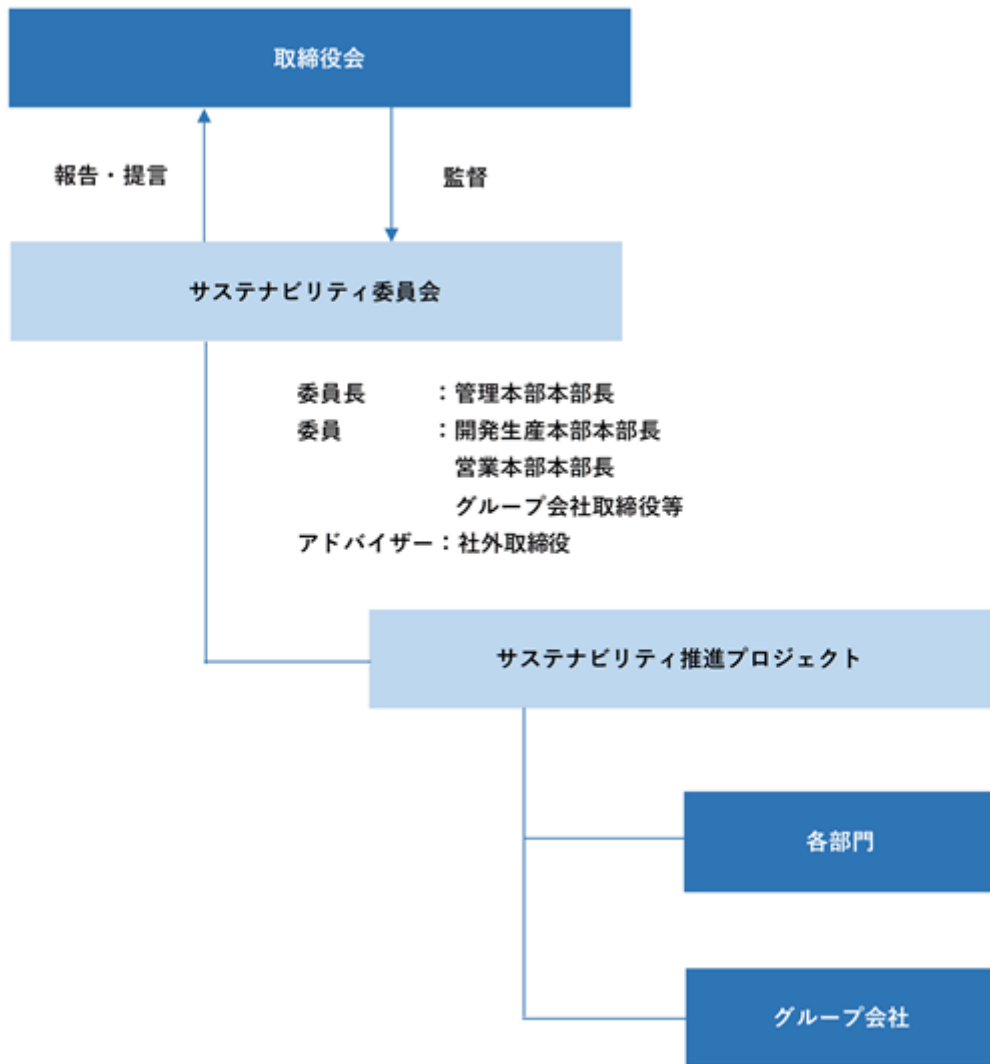 取締役会
報告・提言
監督
サステナビリティ委員会
委員長　　　：管理本部本部長
委員　　　　：開発生産本部本部長
営業本部本部長
グループ会社取締役等
アドバイザー：社外取締役
サステナビリティ推進プロジェクト
各部門
グループ会社